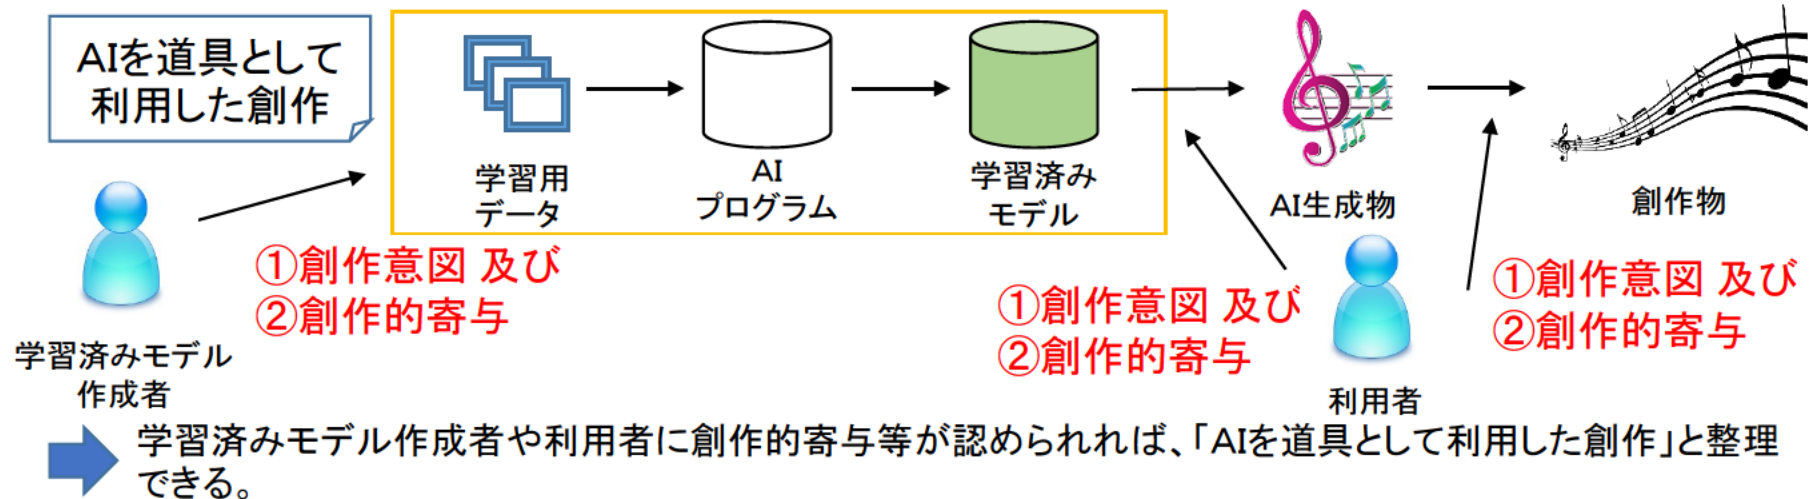 AIを道具として
利用した創作
学習用
データ
AI
プログラム
学習済み
モデル
AI生成物
創作物
①創作意図 及び
②創作的寄与
学習済みモデル
作成者
①創作意図 及び
②創作的寄与
利用者
①創作意図 及び
②創作的寄与
学習済みモデル作成者や利用者に創作的寄与等が認められれば、「AIを道具として利用した創作」と整理
できる。